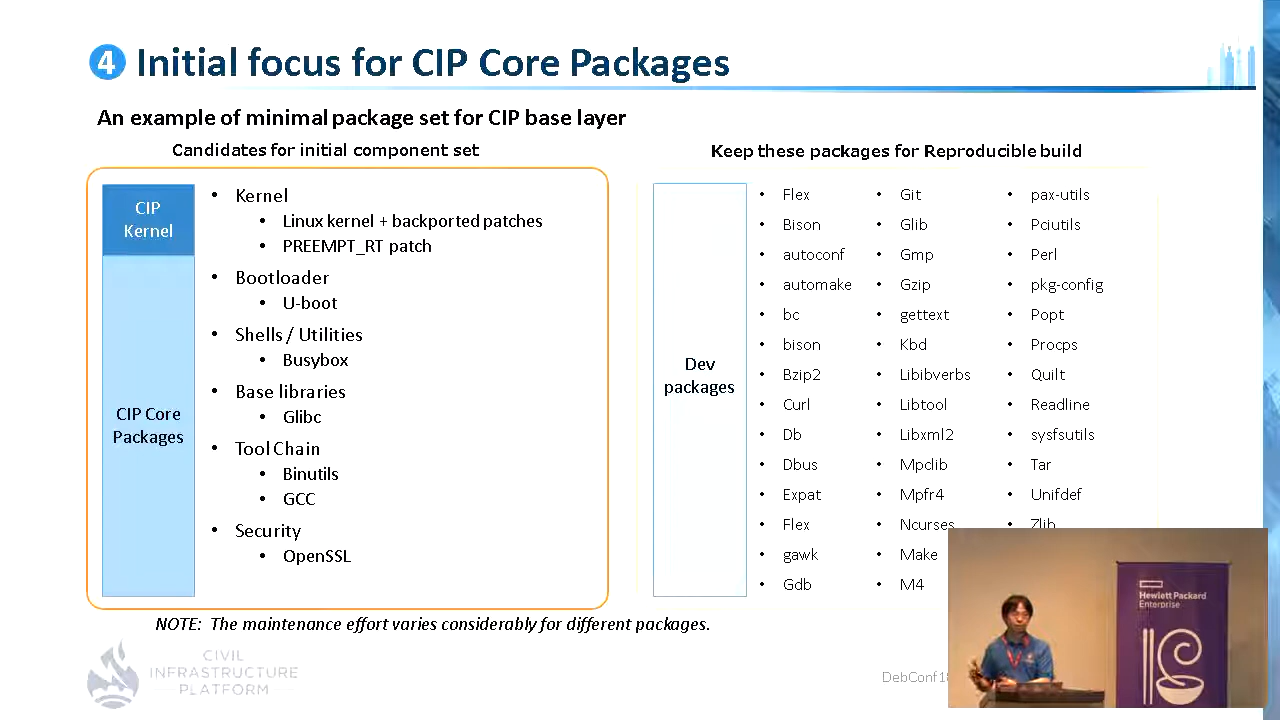 4 Initial focus for CIP Core Packages
An example of minimal package set for CIP base layer
Candidates for initial component set
CIP
Kernel
CIP Core
Packages
• Kernel
• Linux kernel + backported patches
• PREEMPT_RT patch
• Bootloader
• U-boot
• Shells / Utilities
• Busybox
• Base libraries
• Glibc
• Tool Chain
• Binutils
• GCC
• Security
• OpenSSL
Keep these packages for Reproducible build
Dev
packages
• Flex
• Bison
• autoconf
• automake
• bc
• bison
• Bzip2
• Curl
• Db
• Dbus
• Expat
• Flex
• gawk
• Gdb
• Git
• Glib
• Gmp
• Gzip
• gettext
• Kbd
• Libibverbs
• Libtool
• Libxml2
• Mpclib
• Mpfr4
• Ncurses
• Make
• M4
• pax-utils
• Pciutils
• Perl
• pkg-config
• Popt
• Procps
• Quilt
• Readline
• sysfsutils
• Tar
• Unifdef
• Zlib
NOTE: The maintenance effort varies considerably for different packages.
CIVIL
INFRASTRUCTURE
PLATFORM
DebConf18
Hewlett Packard
Enterprise